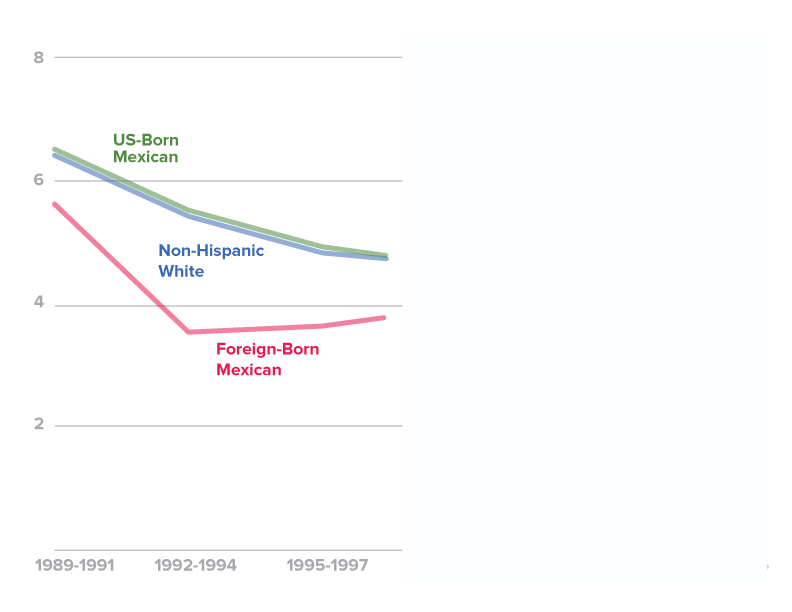 8
US-Born
Mexican
6
Non-Hispanic
White
4
Foreign-Born
Mexican
2
1989-1991 1992-1994 1995-1997